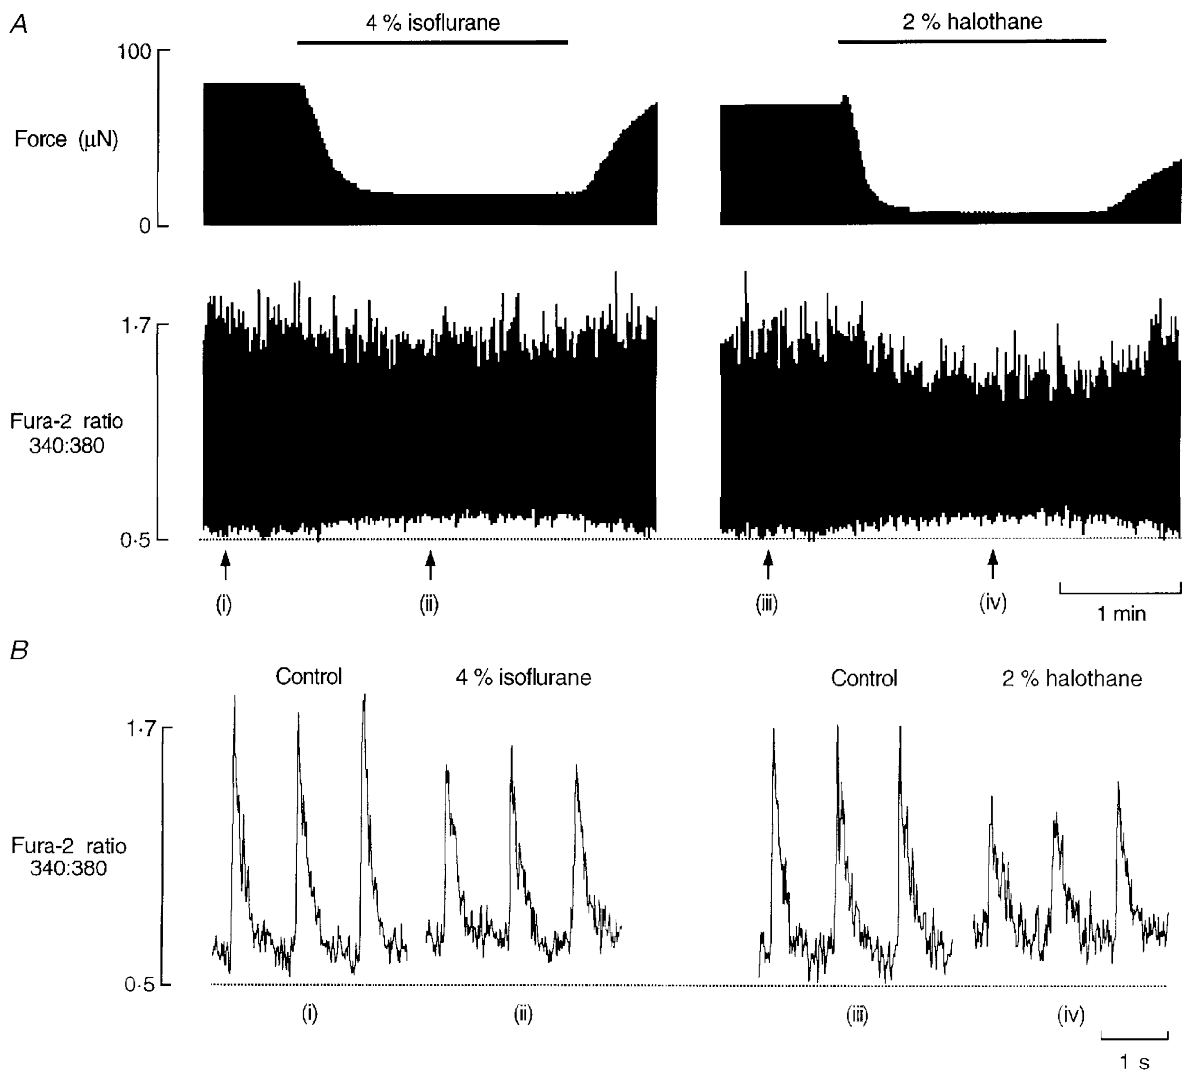 A
4 % isoflurane
2 % halothane
100
Force (µN)
0
1·7
Fura-2 ratio
340:380
0·5
(i)
(ii)
(iii)
(iv)
1 min
B
Control
4 % isoflurane
Control
2 % halothane
1·7
Fura-2 ratio
340:380
0·5
(i)
(ii)
(iii)
(iv)
1 s